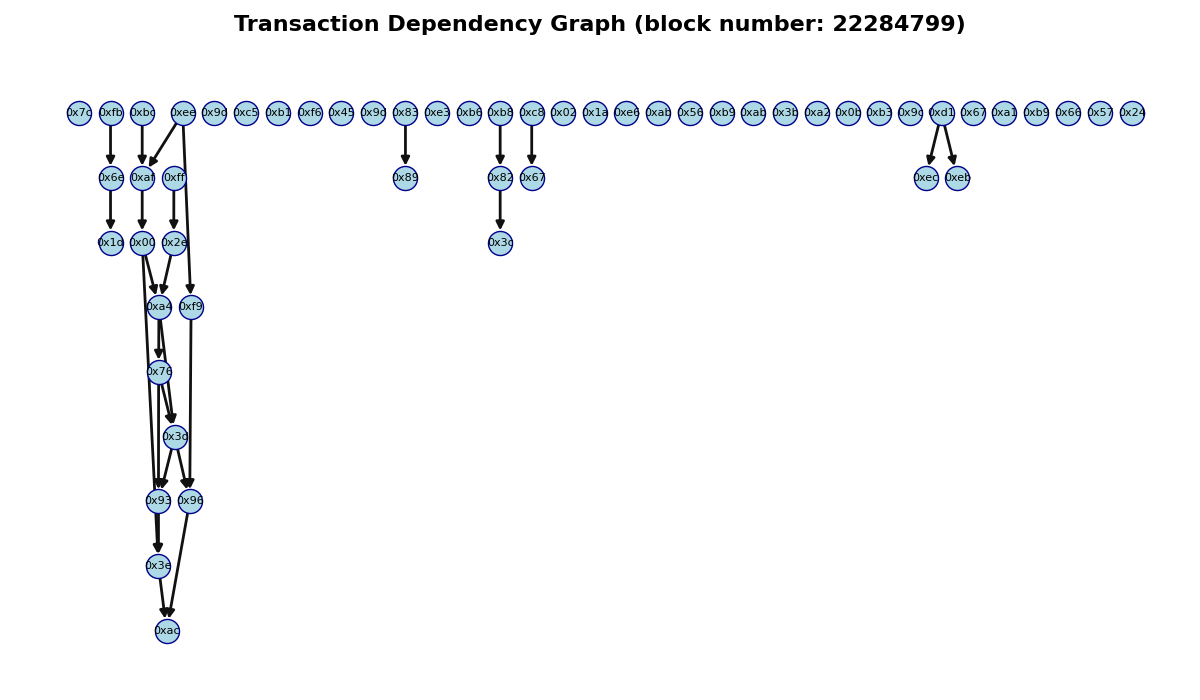 Transaction Dependency Graph (block number: 22284799)
0x7c 0xfb 0xbc 0xee 0x9d 0xc5 0xb1 0xf6 0x45 0x9d 0x83 0xe3 0xb6 0xb8 0xc8 0x02 0x1a 0xe6 0xab 0x56 0xb9 0xab 0x3b 0xa2 0x0b 0xb3 0x9c 0xd1 0x67 0xa1 0xb9 0x66 0x57 0x24
0x6e 0xaf 0xff 0x89 0x82 0x67 0xec 0xeb
0x1d 0x00 0x2e 0x3c
0xa4 0xf9
0x76
0x3d
0x93 0x96
0x3e
0xac